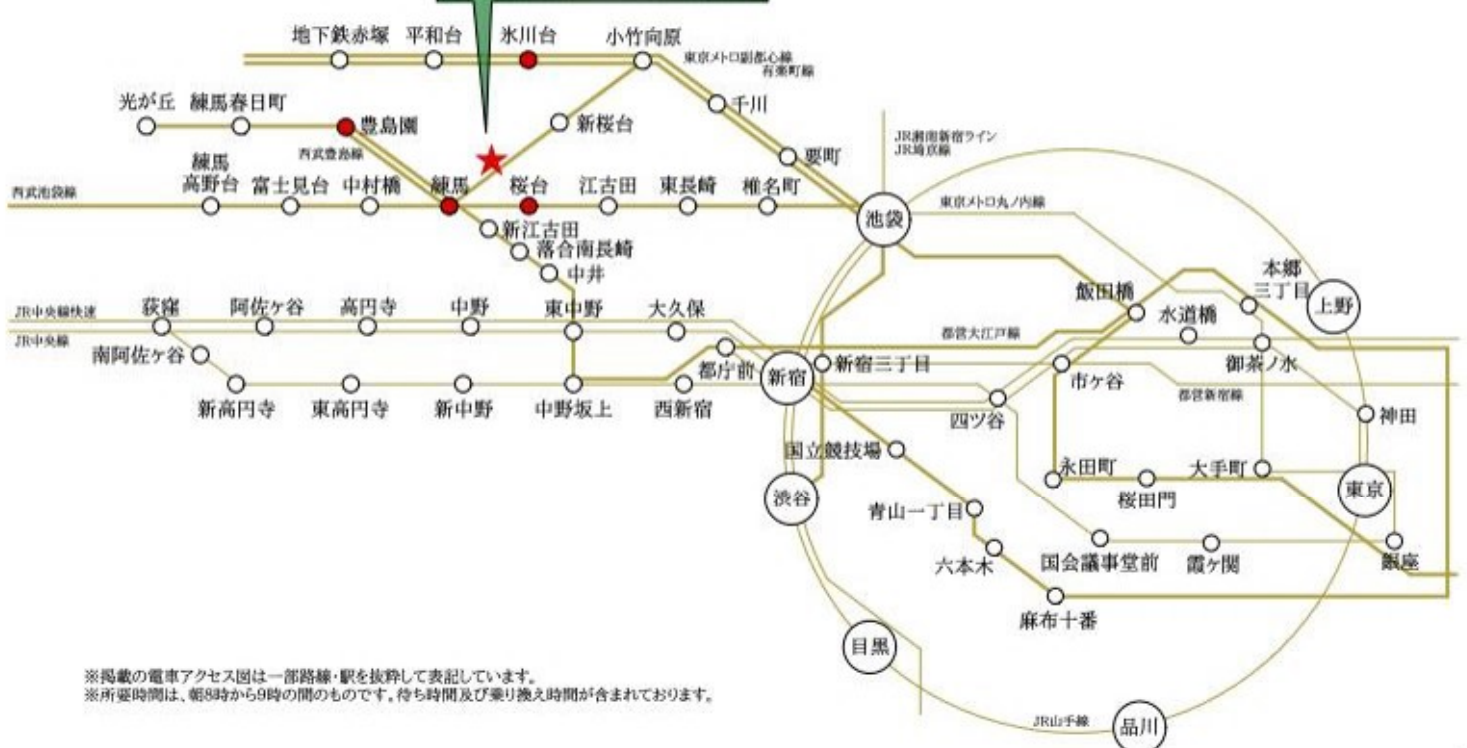 地下鉄赤塚
平和台
氷川台
小竹向原
東京メトロ副都心線
有楽町線
光が丘
練馬春日町
豊島園
新桜台
千川
JR湘南新宿ライン
JR埼京線
西武豊島線
要町
練馬
高野台
富士見台
中村橋
練馬
桜台
江古田
東長崎
椎名町
西武池袋線
池袋
東京メトロ丸ノ内線
新江古田
落合南長崎
中井
本郷
三丁目
飯田橋
上野
JR中央線快速
荻窪
阿佐ヶ谷
高円寺
中野
東中野
大久保
水道橋
都営大江戸線
JR中央線
南阿佐ヶ谷
都庁前
新宿
新宿三丁目
御茶ノ水
市ヶ谷
都営新宿線
新高円寺
東高円寺
新中野
中野坂上
西新宿
四ツ谷
神田
国立競技場
永田町
大手町
渋谷
桜田門
東京
青山一丁目
六本木
国会議事堂前
霞ヶ関
銀座
麻布十番
目黒
※掲載の電車アクセス図は一部路線・駅を抜粋して表記しています。
※所要時間は、朝8時から9時の間のものです。待ち時間及び乗り換え時間が含まれております。
JR山手線
品川